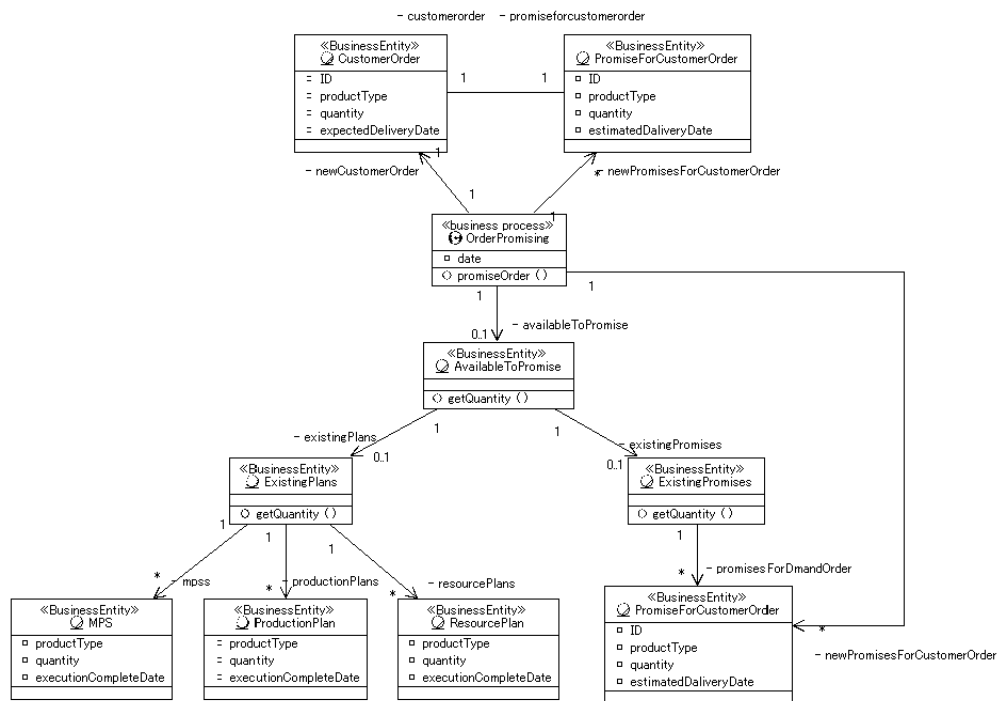 - customerorder - promiseforcustomerorder
«BusinessEntity»
CustomerOrder
ID
productType
quantity
expectedDeliveryDate
«BusinessEntity»
PromiseForCustomerOrder
ID
productType
quantity
estimatedDaliveryDate
1 1
1
- newCustomerOrder
*
- newPromisesForCustomerOrder
1
1
«business process»
OrderPromising
date
promiseOrder ()
1 1
0..1
- availableToPromise
«BusinessEntity»
AvailableToPromise
getQuantity ()
1 1
- existingPlans
0..1
- existingPromises
0..1
«BusinessEntity»
ExistingPlans
getQuantity ()
«BusinessEntity»
ExistingPromises
getQuantity ()
1 1 1
1
* - mpss
* - productionPlans
* - resourcePlans
* - promisesForDmandOrder
«BusinessEntity»
MPS
productType
quantity
executionCompleteDate
«BusinessEntity»
ProductionPlan
productType
quantity
executionCompleteDate
«BusinessEntity»
ResourcePlan
productType
quantity
executionCompleteDate
«BusinessEntity»
PromiseForCustomerOrder
ID
productType
quantity
estimatedDaliveryDate
*
- newPromisesForCustomerOrder